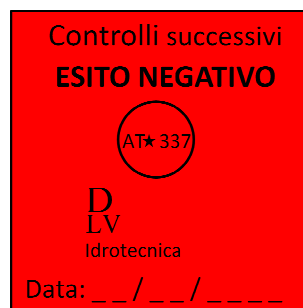 Controlli successivi
ESITO NEGATIVO
AT★337
D
LV
Idrotecnica
Data: _ _ / _ _ / _ _ _ _